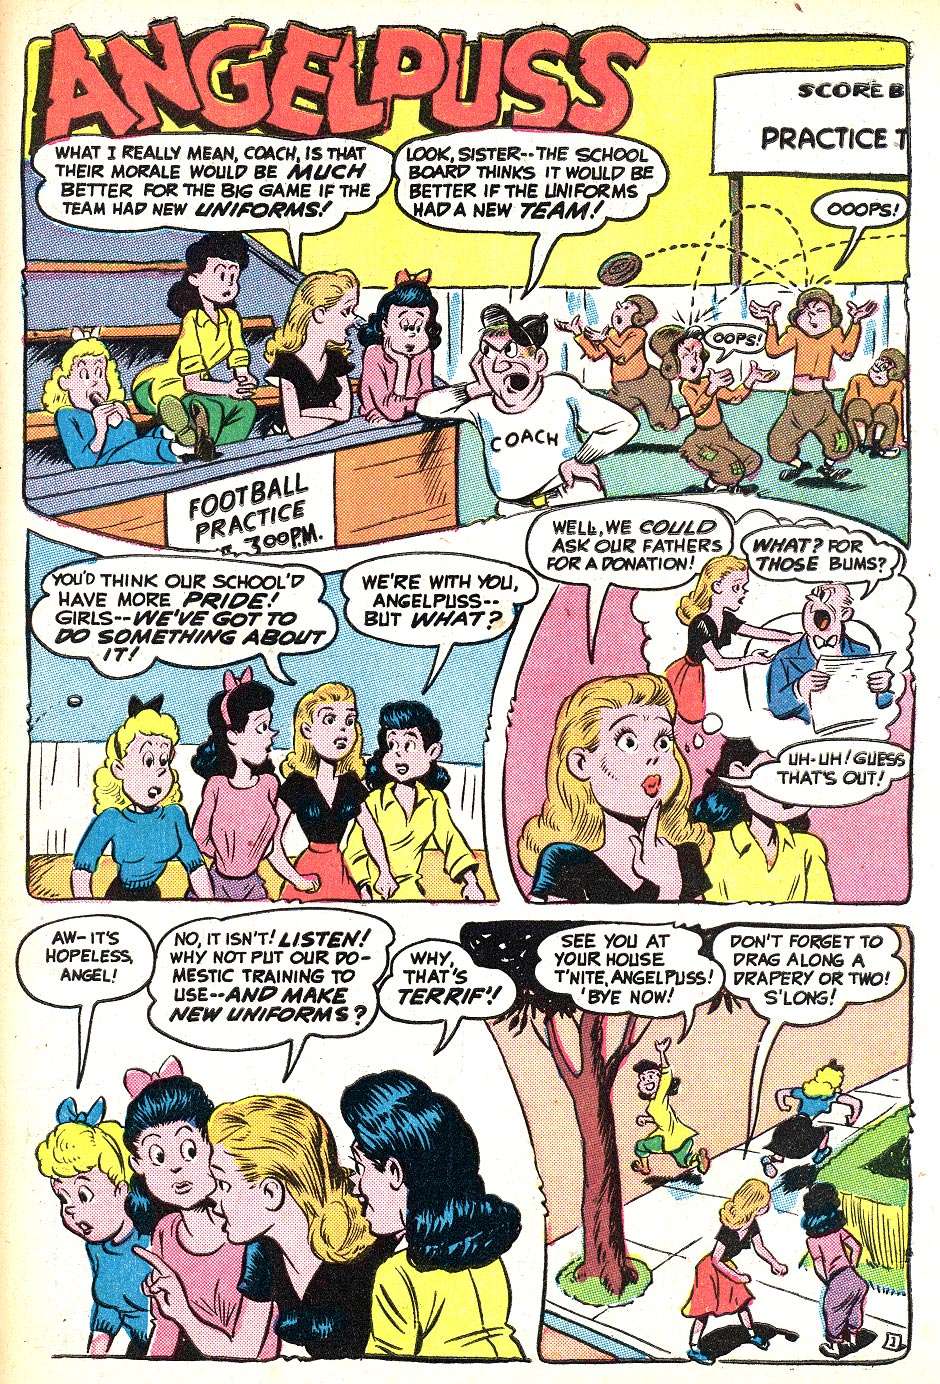 ANGELPUSS
WHAT I REALLY MEAN, COACH, IS THAT
THEIR MORALE WOULD BE MUCH
BETTER FOR THE BIG GAME IF THE
TEAM HAD NEW UNIFORMS!
LOOK, SISTER--THE SCHOOL
BOARD THINKS IT WOULD BE
BETTER IF THE UNIFORMS
HAD A NEW TEAM!
SCORE B
PRACTICE T
OOOPS!
OOPS!
COACH
FOOTBALL
PRACTICE
3:00 P.M.
YOU'D THINK OUR SCHOOL'D
HAVE MORE PRIDE!
GIRLS--WE'VE GOT TO
DO SOMETHING ABOUT
IT!
WE'RE WITH YOU,
ANGELPUSS--
BUT WHAT?
WELL, WE COULD
ASK OUR FATHERS
FOR A DONATION!
WHAT? FOR
THOSE BUMS?
UH-UH! GUESS
THAT'S OUT!
AW-IT'S
HOPELESS,
ANGEL!
NO, IT ISN'T! LISTEN!
WHY NOT PUT OUR DO-
MESTIC TRAINING TO
USE--AND MAKE
NEW UNIFORMS?
WHY,
THAT'S
TERRIF'!
SEE YOU AT
YOUR HOUSE
T'NITE, ANGELPUSS!
'BYE NOW!
DON'T FORGET TO
DRAG ALONG A
DRAPERY OR TWO!
S'LONG!
1